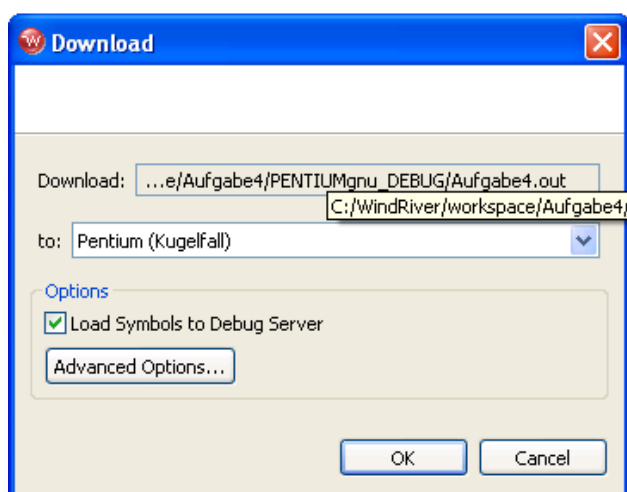 Download
Download: ...e/Aufgabe4/PENTIUMgnu_DEBUG/Aufgabe4.out
C:/WindRiver/workspace/Aufgabe4/
to: Pentium (Kugelfall)
Options
Load Symbols to Debug Server
Advanced Options...
OK Cancel